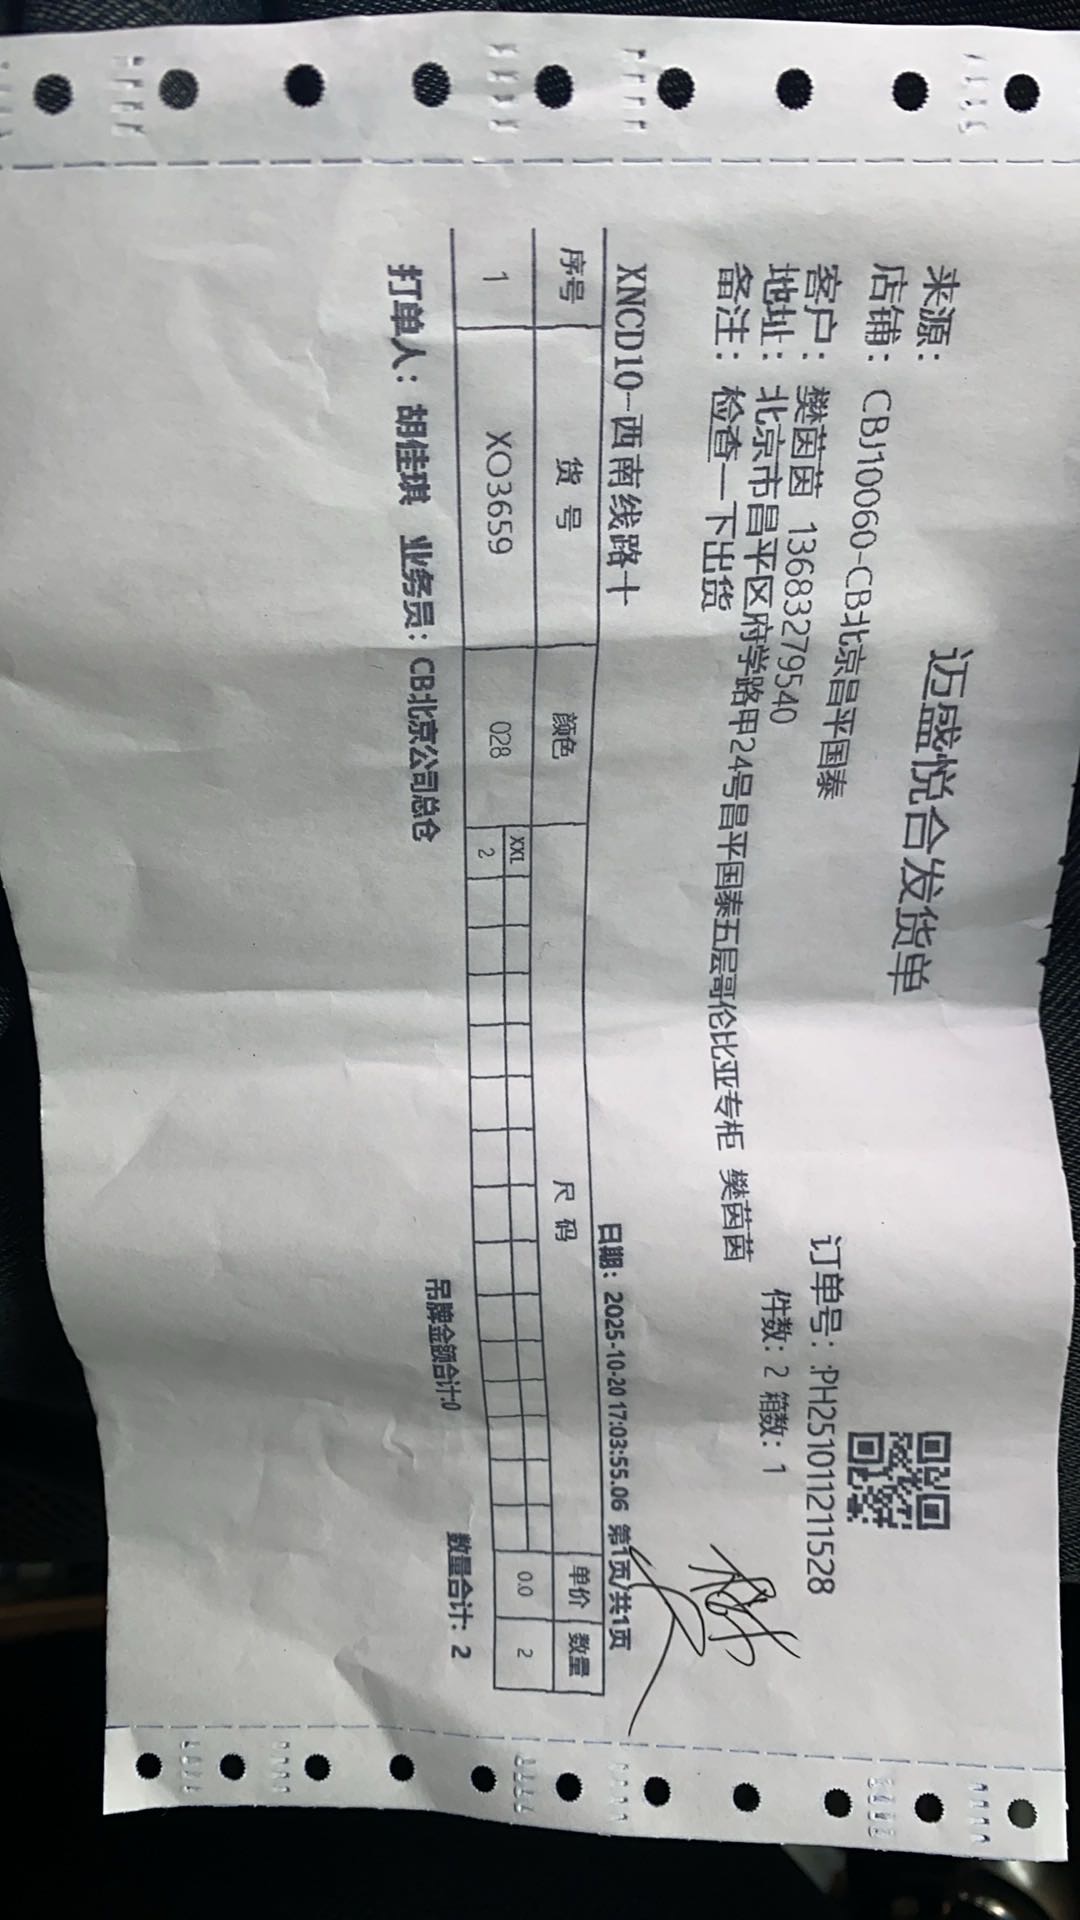 迈盛悦合发货单
来源：
店铺： CBJ10060-CB北京昌平国泰
订单号：:PH251011211528
客户： 樊茵茵 13683279540
件数：2 箱数：1
地址： 北京市昌平区府学路甲24号昌平国泰五层哥伦比亚专柜 樊茵茵
备注： 检查一下出货
XNCD10--西南线路十 日期：2025-10-20 17:03:55.06 第1页/共1页
序号 货 号 颜色 尺 码 单价 数量
1 XO3659 028 XXL 0.0 2
2
打单人：胡佳琪 业务员：CB北京公司总仓 吊牌金额合计:0 数量合计: 2